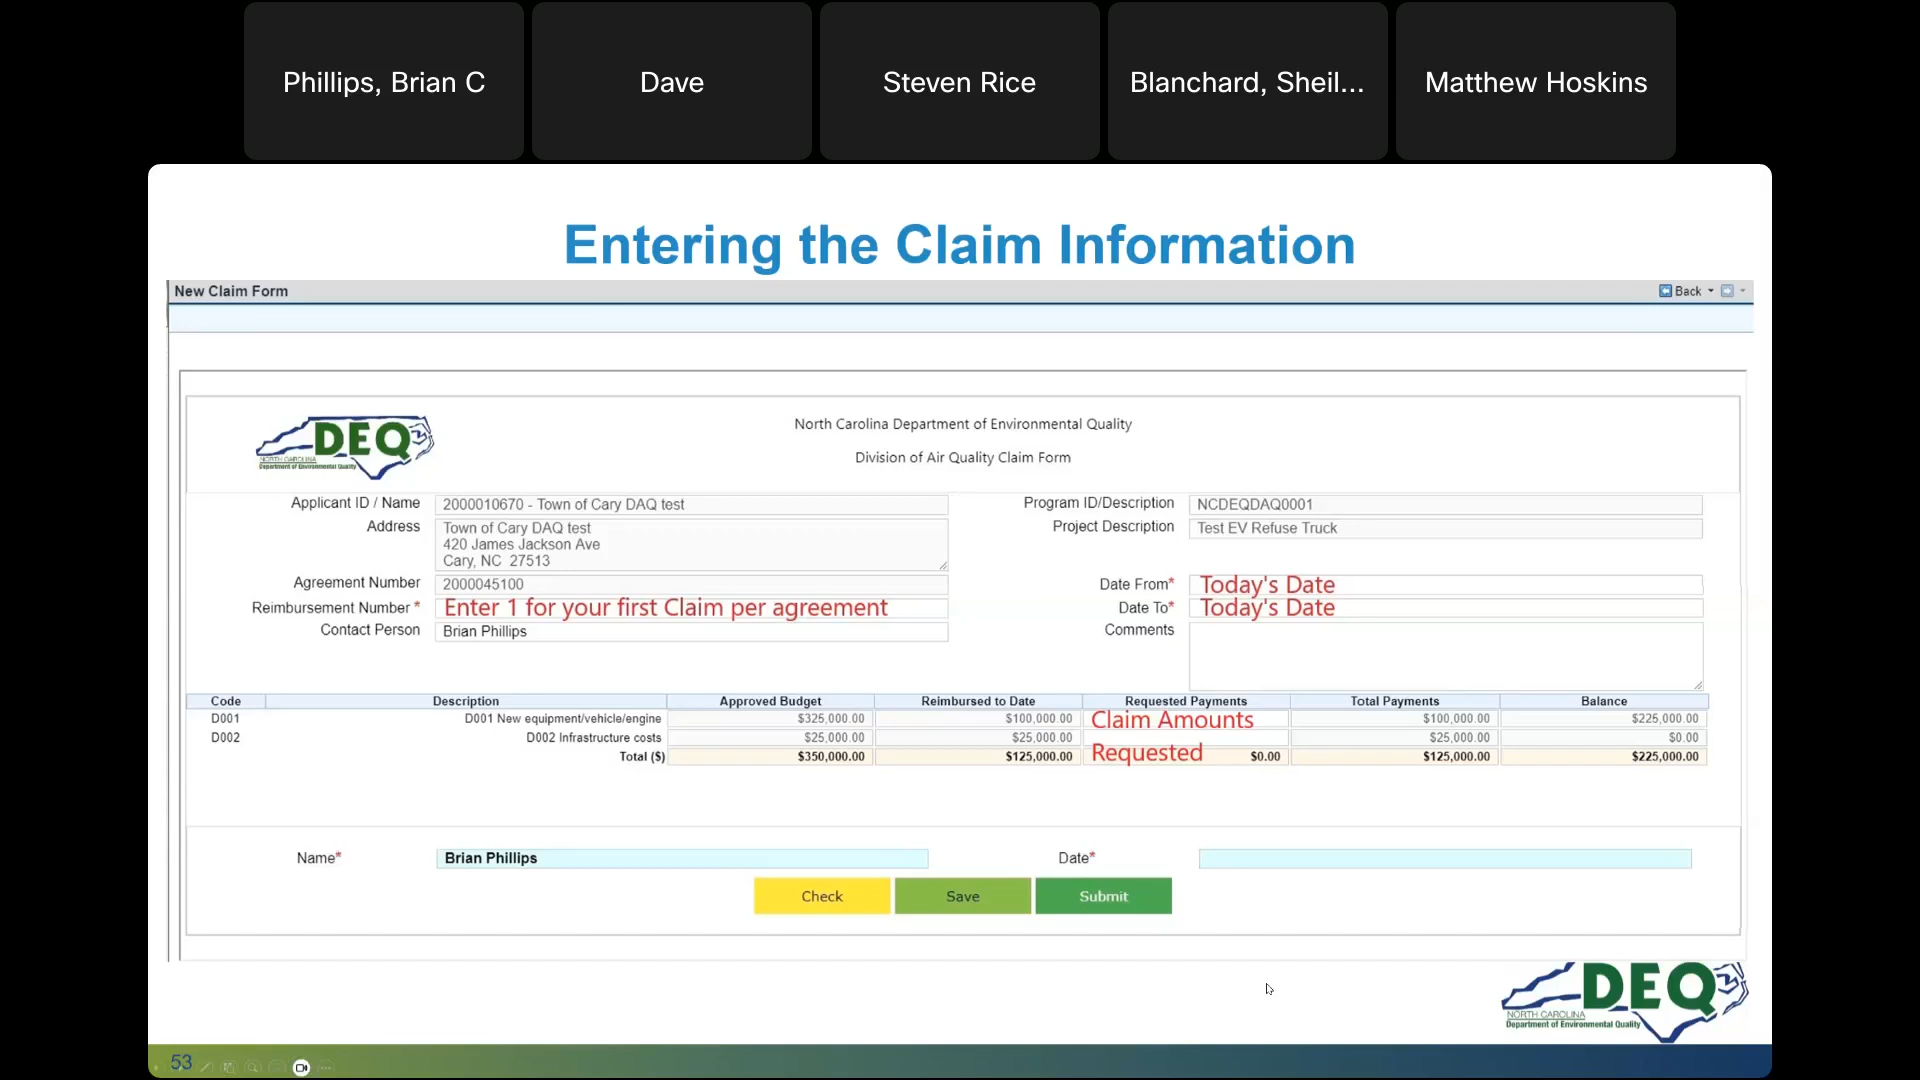 Phillips, Brian C
Dave
Steven Rice
Blanchard, Sheil...
Matthew Hoskins
Entering the Claim Information
New Claim Form
Back
DEQ
NORTH CAROLINA
Department of Environmental Quality
North Carolina Department of Environmental Quality
Division of Air Quality Claim Form
Applicant ID / Name 2000010670 - Town of Cary DAQ test
Program ID/Description NCDEQDAQ0001
Address Town of Cary DAQ test
420 James Jackson Ave
Cary, NC 27513
Project Description Test EV Refuse Truck
Agreement Number 2000045100
Date From* Today's Date
Reimbursement Number * Enter 1 for your first Claim per agreement
Date To* Today's Date
Contact Person Brian Phillips
Comments
Code Description Approved Budget Reimbursed to Date Requested Payments Total Payments Balance
D001 D001 New equipment/vehicle/engine $325,000.00 $100,000.00 Claim Amounts $100,000.00 $225,000.00
D002 D002 Infrastructure costs $25,000.00 $25,000.00 $25,000.00 $0.00
Total ($) $350,000.00 $125,000.00 Requested $0.00 $125,000.00 $225,000.00
Name* Brian Phillips Date*
Check Save Submit
DEQ
NORTH CAROLINA
Department of Environmental Quality
53